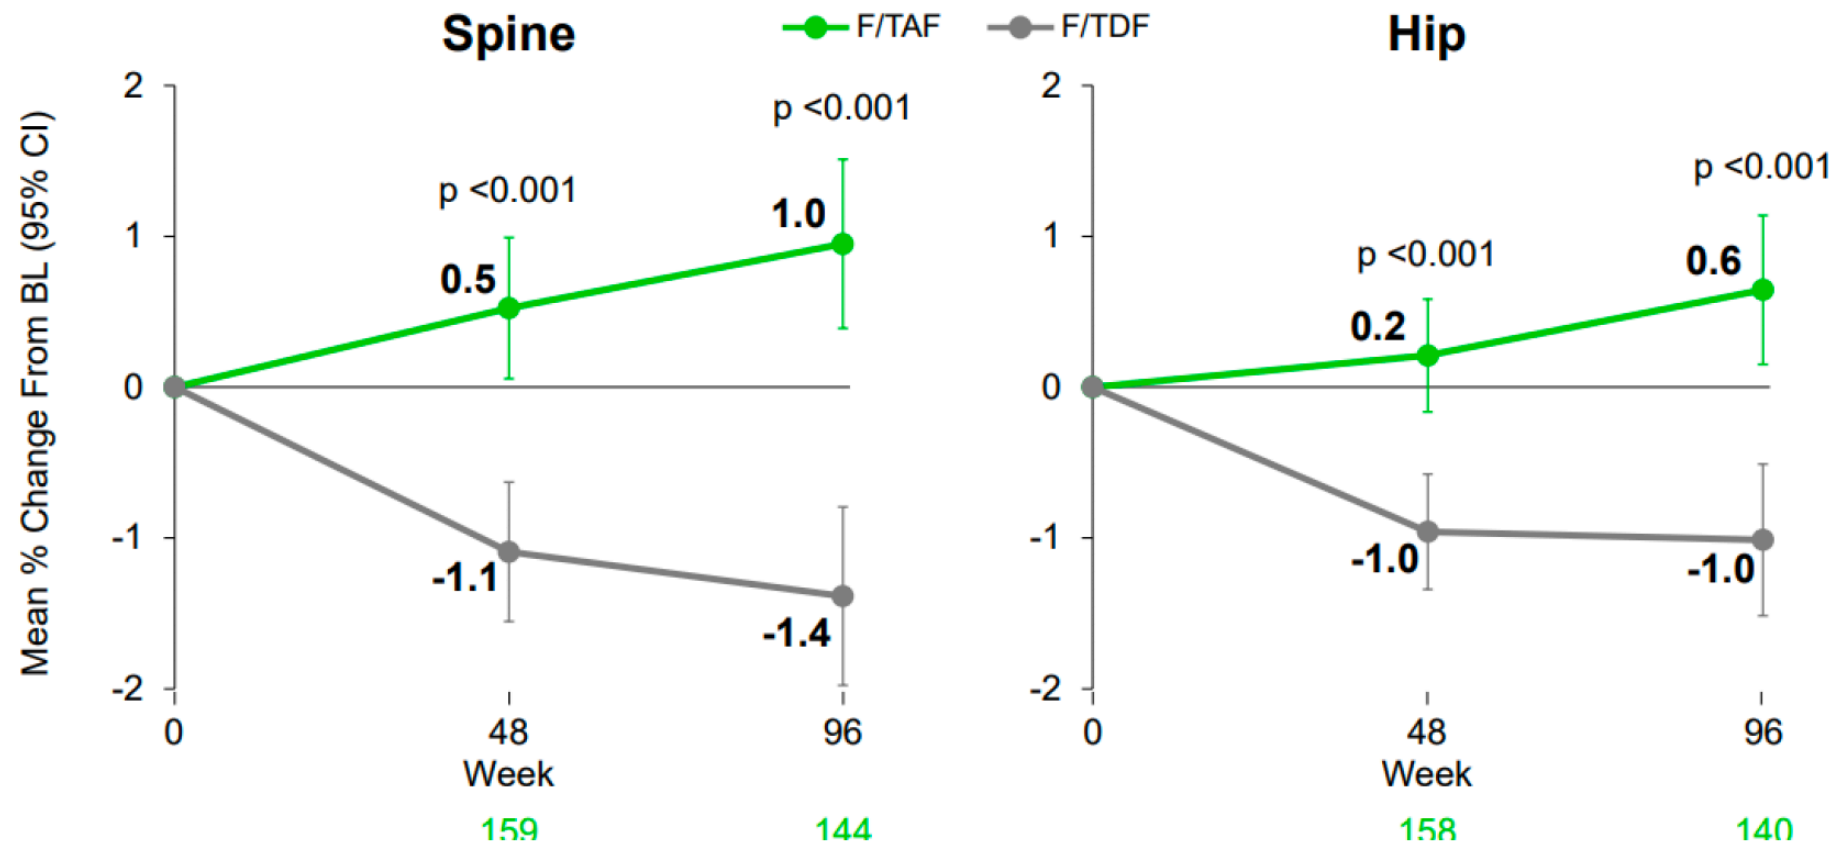 Spine
F/TAF
F/TDF
Hip
Mean % Change From BL (95% CI)
2
1
0
-1
-2
p <0.001
p <0.001
0.5
1.0
-1.1
-1.4
0
48
96
Week
159
144
2
1
0
-1
-2
p <0.001
p <0.001
0.2
0.6
-1.0
-1.0
0
48
96
Week
158
140